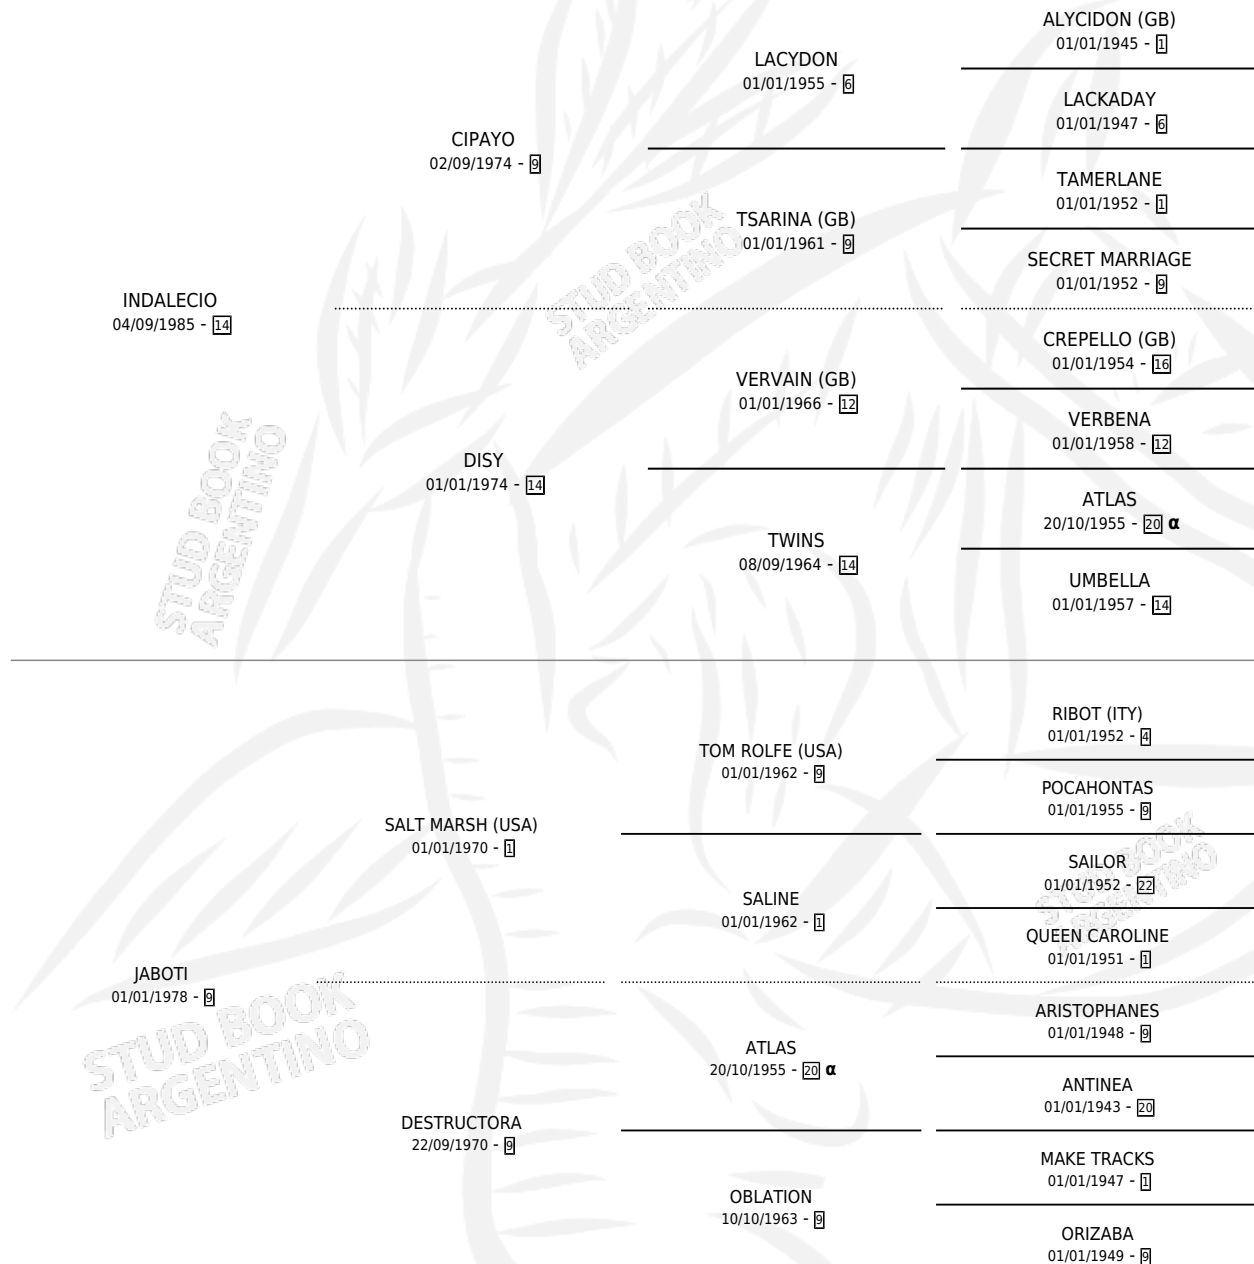 ALYCIDON (GB)
01/01/1945 - 1
LACYDON
01/01/1955 - 6
LACKADAY
01/01/1947 - 6
CIPAYO
02/09/1974 - 9
TAMERLANE
01/01/1952 - 1
TSARINA (GB)
01/01/1961 - 9
SECRET MARRIAGE
01/01/1952 - 9
INDALECIO
04/09/1985 - 14
CREPELLO (GB)
01/01/1954 - 16
VERVAIN (GB)
01/01/1966 - 12
VERBENA
01/01/1958 - 12
DISY
01/01/1974 - 14
ATLAS
20/10/1955 - 20 α
TWINS
08/09/1964 - 14
UMBELLA
01/01/1957 - 14
RIBOT (ITY)
01/01/1952 - 4
TOM ROLFE (USA)
01/01/1962 - 9
POCAHONTAS
01/01/1955 - 9
SALT MARSH (USA)
01/01/1970 - 1
SAILOR
01/01/1952 - 22
SALINE
01/01/1962 - 1
QUEEN CAROLINE
01/01/1951 - 1
JABOTI
01/01/1978 - 9
ARISTOPHANES
01/01/1948 - 9
ATLAS
20/10/1955 - 20 α
ANTINEA
01/01/1943 - 20
DESTRUCTORA
22/09/1970 - 9
MAKE TRACKS
01/01/1947 - 1
OBLATION
10/10/1963 - 9
ORIZABA
01/01/1949 - 9
STUD BOOK
ARGENTINO
STUD BOOK
ARGENTINO
STUD BOOK
ARGENTINO
STUD BOOK
ARGENTINO